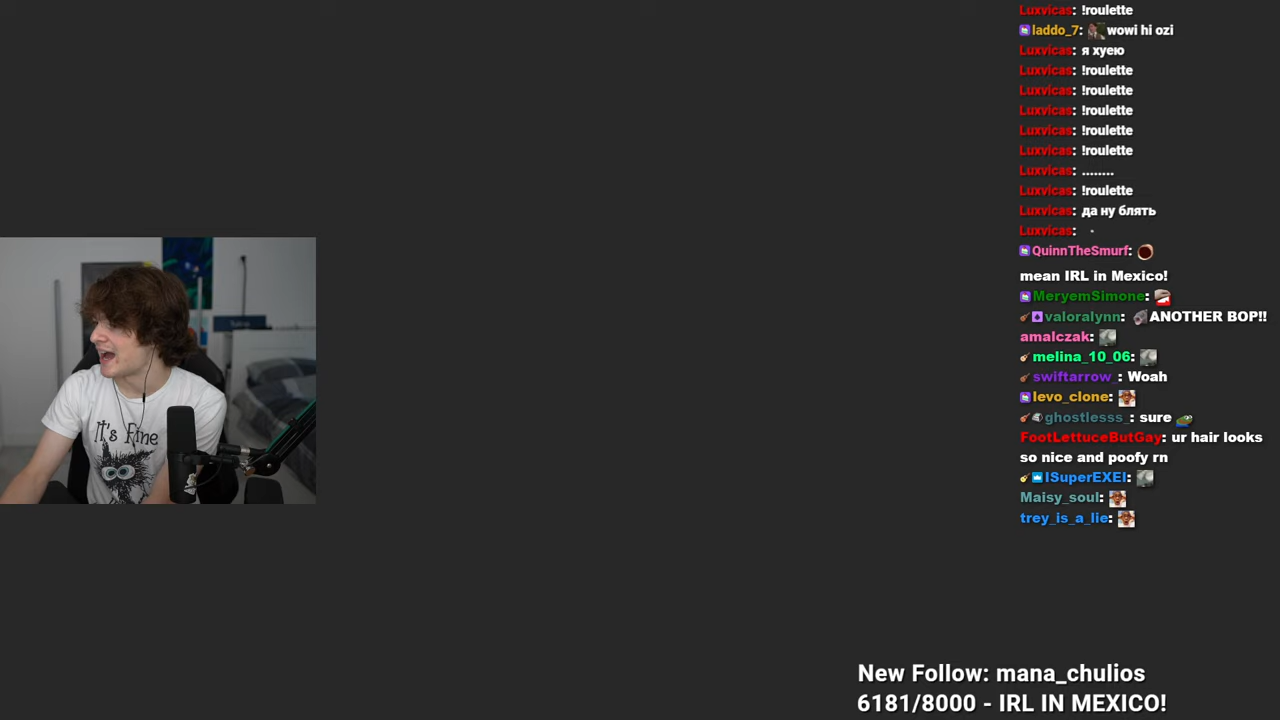 Luxvicas: !roulette
laddo_7: wowi hi ozi
Luxvicas: я хуею
Luxvicas: !roulette
Luxvicas: !roulette
Luxvicas: !roulette
Luxvicas: !roulette
Luxvicas: !roulette
Luxvicas: ........
Luxvicas: !roulette
Luxvicas: да ну блять
Luxvicas: .
QuinnTheSmurf:
mean IRL in Mexico!
MeryemSimone:
valoralynn: ANOTHER BOP!!
amalczak:
melina_10_06:
swiftarrow_: Woah
levo_clone:
ghostlesss_: sure
FootLettuceButGay: ur hair looks
so nice and poofy rn
ISuperEXEI:
Maisy_soul:
trey_is_a_lie:
It's Fine
New Follow: mana_chulios
6181/8000 - IRL IN MEXICO!